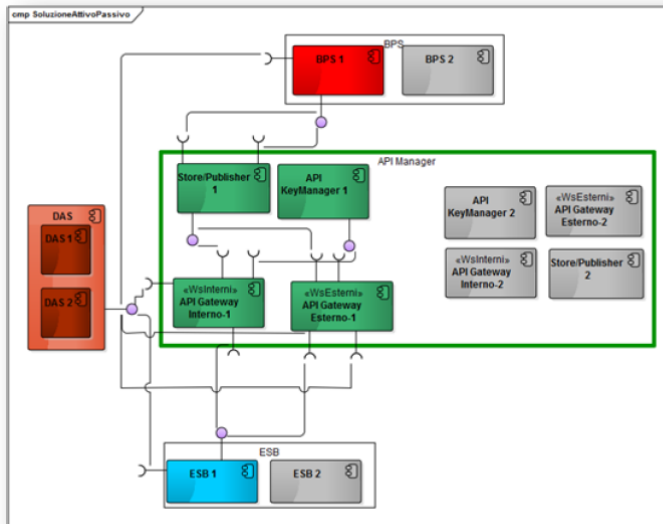 cmp SoluzioneAttivoPassivo
BPS
BPS 1
BPS 2
API Manager
Store/Publisher
1
API
KeyManager 1
API
KeyManager 2
«WsEsterni»
API Gateway
Esterno-2
DAS
DAS 1
DAS 2
«WsInterni»
API Gateway
Interno-1
«WsEsterni»
API Gateway
Esterno-1
«WsInterni»
API Gateway
Interno-2
Store/Publisher
2
ESB
ESB 1
ESB 2